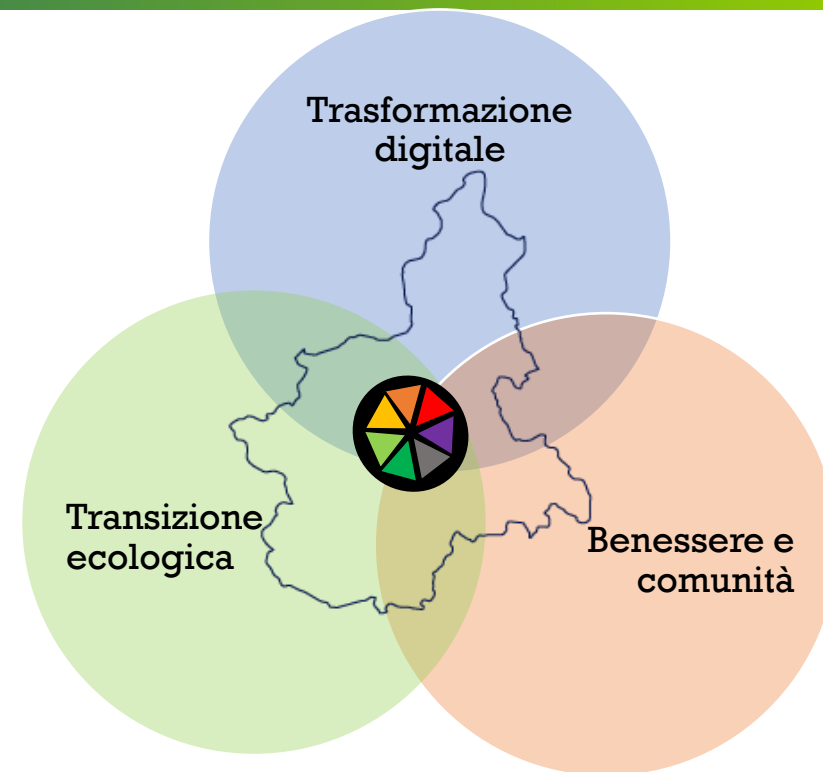 Trasformazione
digitale
Transizione
ecologica
Benessere e
comunità